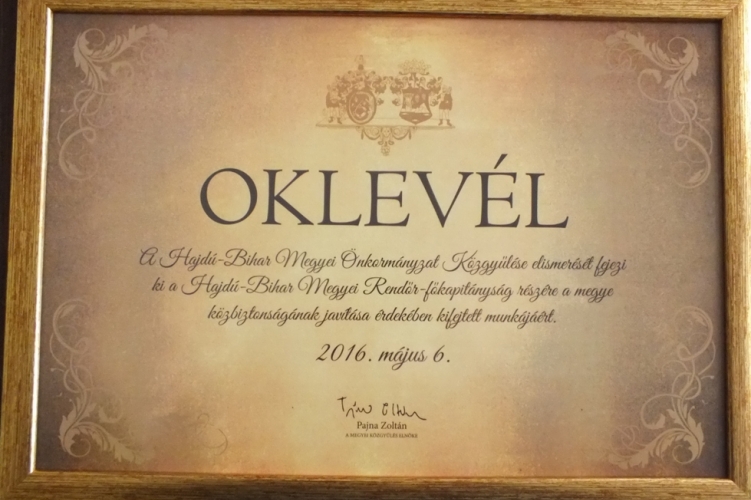 OKLEVÉL
A Hajdú-Bihar Megyei Önkormányzat Közgyűlése elismerését fejezi
ki a Hajdú-Bihar Megyei Rendőr-főkapitányság részére a megye
közbiztonságának javítása érdekében kifejtett munkájáért.
2016. május 6.
Pajna Zoltán
A MEGYEI KÖZGYŰLÉS ELNÖKE